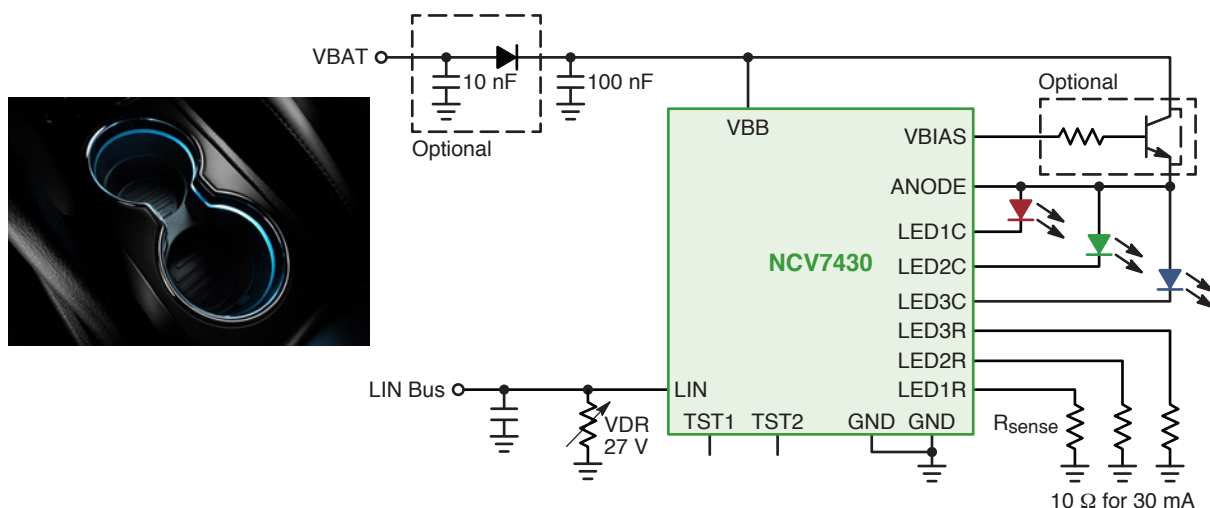 VBAT
10 nF
100 nF
Optional
Optional
VBB
VBIAS
ANODE
LED1C
NCV7430
LED2C
LED3C
LED3R
LED2R
LED1R
LIN Bus
LIN
VDR
27 V
TST1
TST2
GND
GND
Rsense
10 Ω for 30 mA